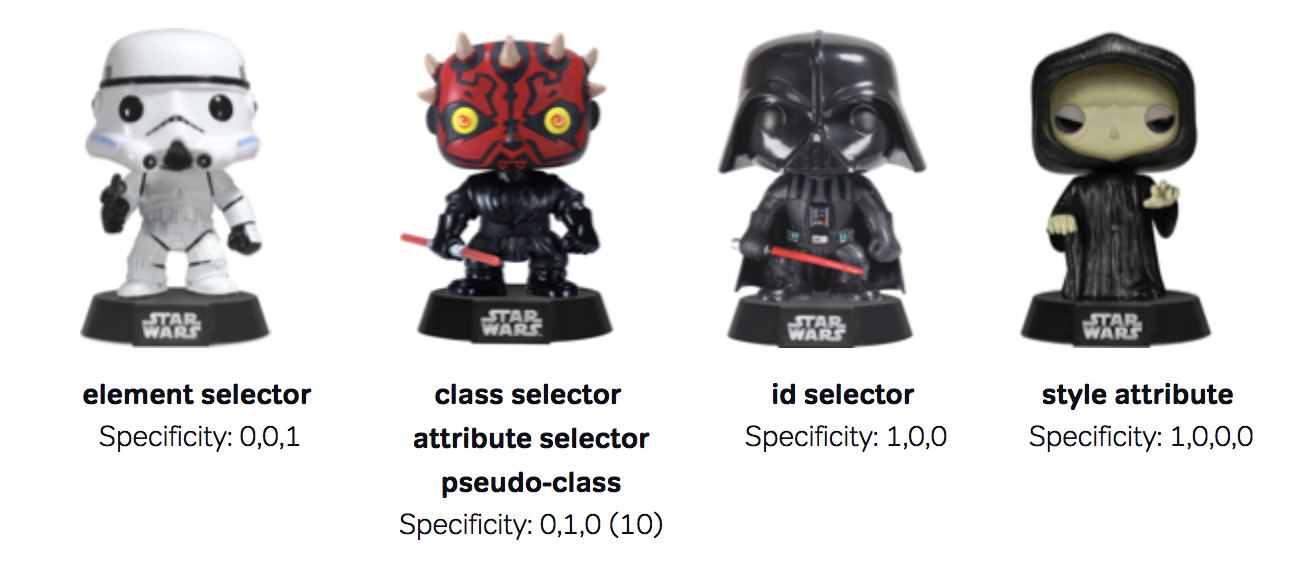 STAR
WARS
STAR
WARS
STAR
WARS
STAR
WARS
element selector
Specificity: 0,0,1
class selector
attribute selector
pseudo-class
Specificity: 0,1,0 (10)
id selector
Specificity: 1,0,0
style attribute
Specificity: 1,0,0,0